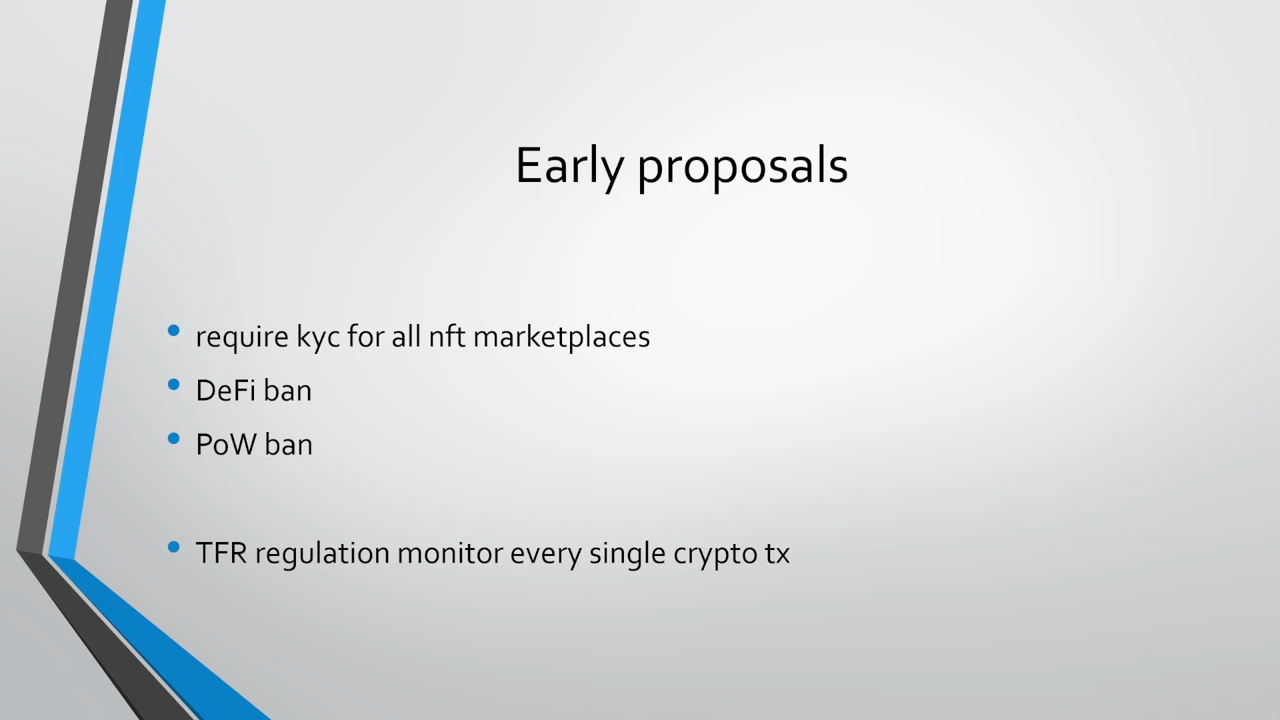 Early proposals
• require kyc for all nft marketplaces
• DeFi ban
• PoW ban
• TFR regulation monitor every single crypto tx